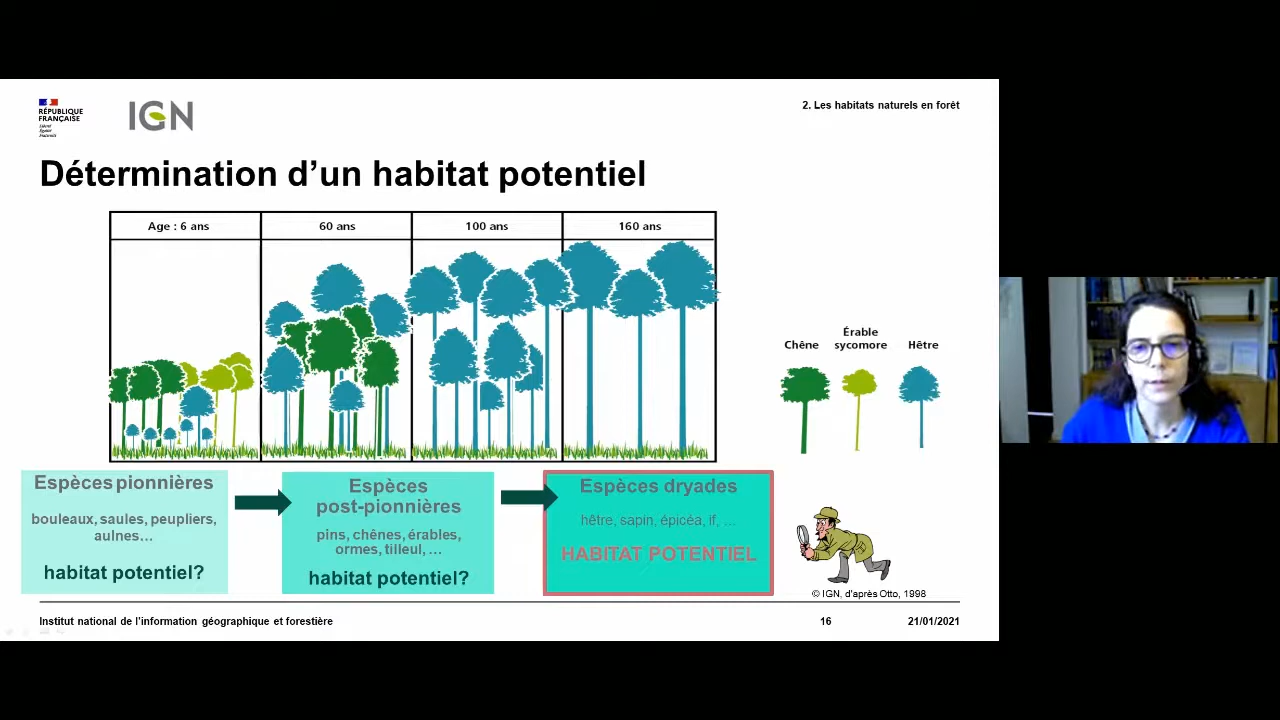 RÉPUBLIQUE
FRANÇAISE
Liberté
Égalité
Fraternité
IGN
2. Les habitats naturels en forêt
Détermination d’un habitat potentiel
Age : 6 ans
60 ans
100 ans
160 ans
Chêne
Érable
sycomore
Hêtre
Espèces pionnières
bouleaux, saules, peupliers,
aulnes…
habitat potentiel?
Espèces
post-pionnières
pins, chênes, érables,
ormes, tilleul, …
habitat potentiel?
Espèces dryades
hêtre, sapin, épicéa, if, …
HABITAT POTENTIEL
© IGN, d'après Otto, 1998
Institut national de l’information géographique et forestière
16
21/01/2021